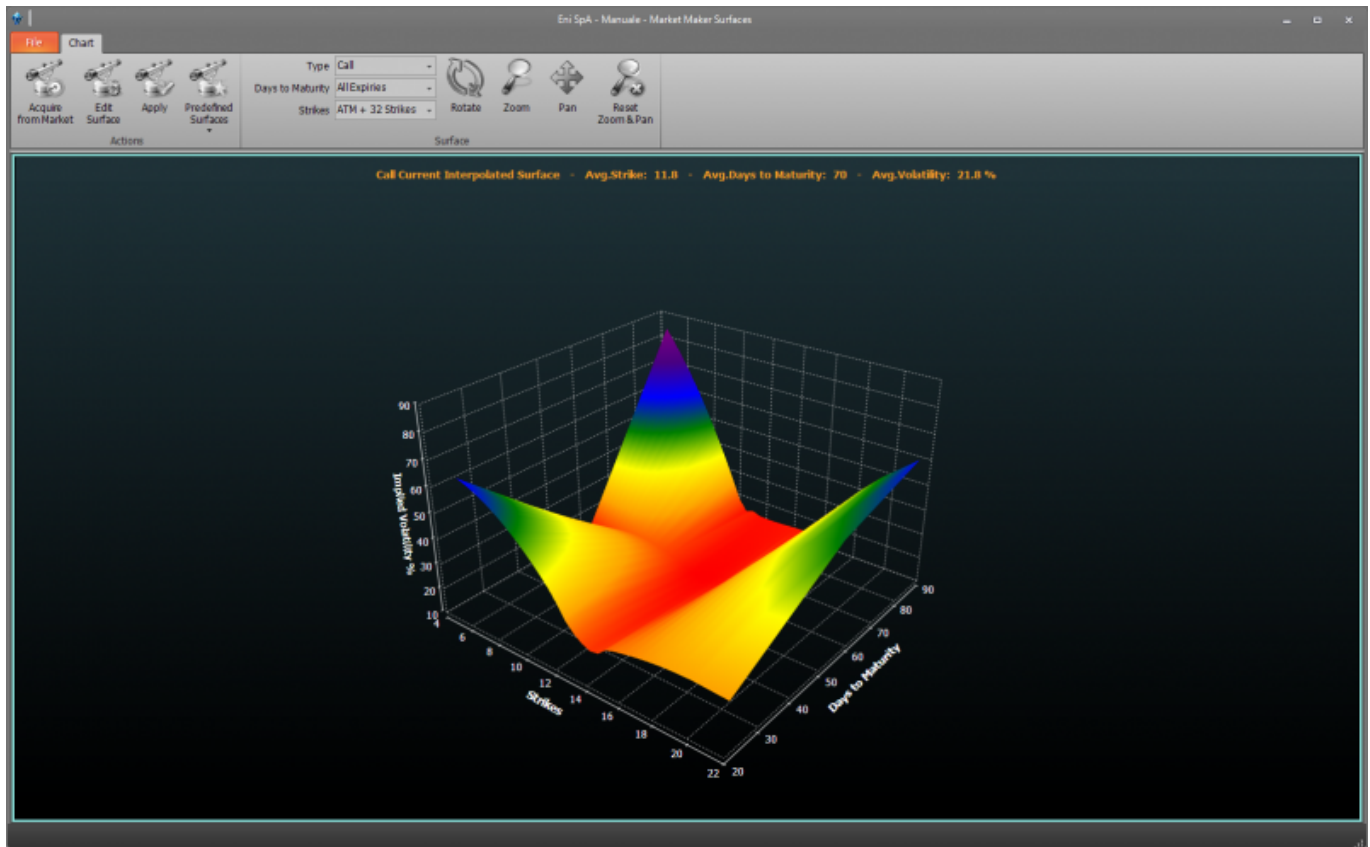 Eni SpA - Manuale - Market Maker Surfaces
File Chart
Acquire from Market
Edit Surface
Apply
Predefined Surfaces
Actions
Type Call
Days to Maturity All Expiries
Strikes ATM + 32 Strikes
Rotate
Zoom
Pan
Reset Zoom & Pan
Surface
Call Current Interpolated Surface - Avg.Strike: 11.8 - Avg.Days to Maturity: 70 - Avg.Volatility: 21.8 %
90
80
70
60
50
40
30
20
10
Implied Volatility %
4
6
8
10
12
14
16
18
20
22
Strikes
20
30
40
50
60
70
80
90
Days to Maturity